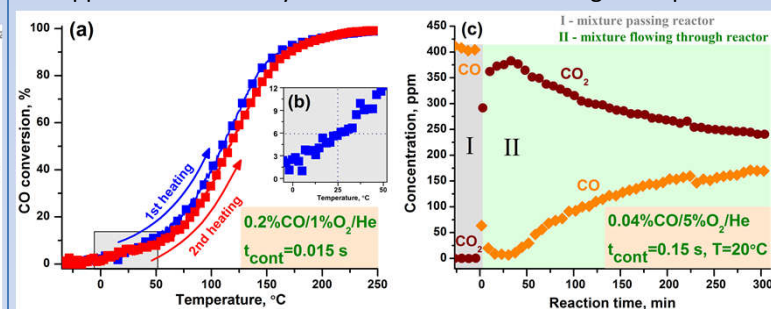 (a)
CO conversion, %
100
80
60
40
20
0
0
50
100
150
200
250
Temperature, °C
1st heating
2nd heating
(b)
12
9
6
3
0
0
25
50
Temperature, °C
0.2%CO/1%O₂/He
t_cont=0.015 s
I - mixture passing reactor
II - mixture flowing through reactor
(c)
Concentration, ppm
450
400
350
300
250
200
150
100
50
0
0
50
100
150
200
250
300
Reaction time, min
CO
CO₂
I
II
CO
CO₂
0.04%CO/5%O₂/He
t_cont=0.15 s, T=20°C